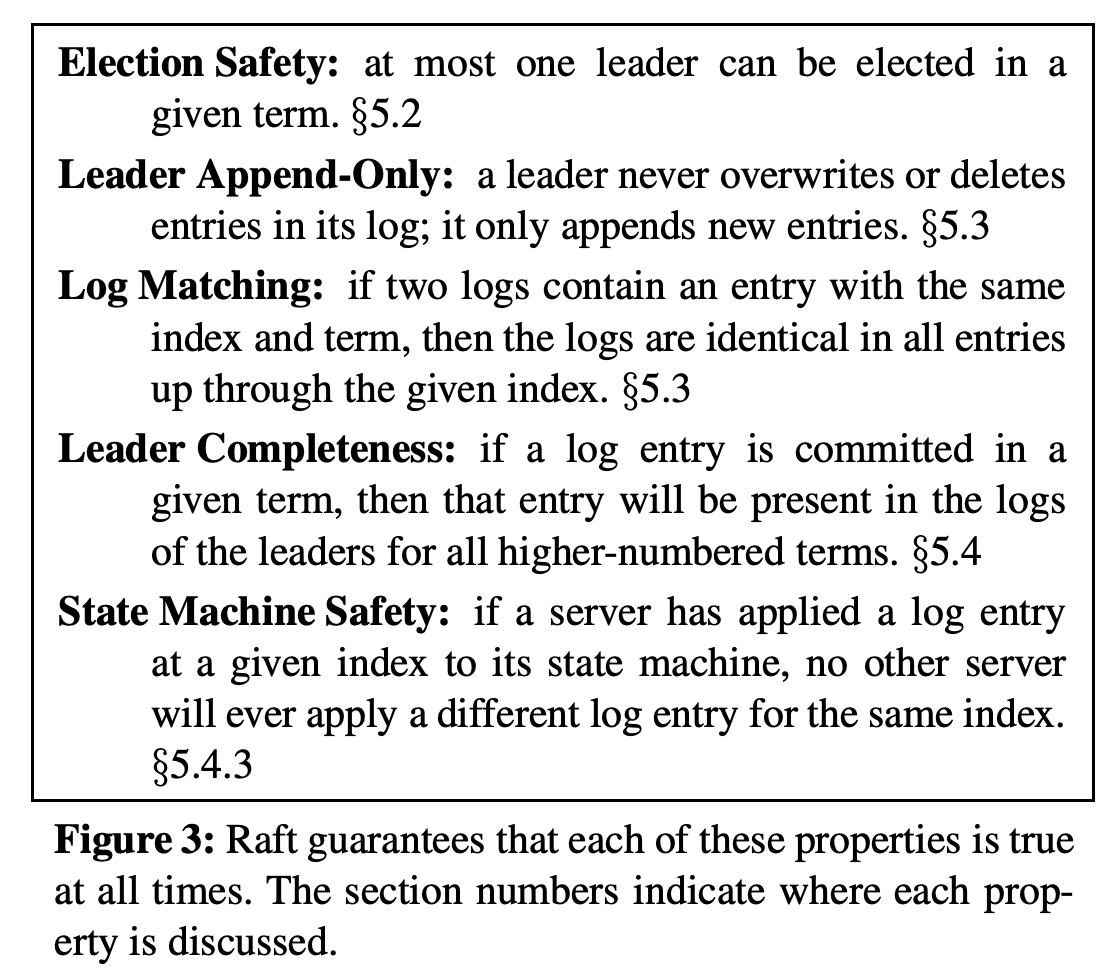 Election Safety: at most one leader can be elected in a
given term. §5.2
Leader Append-Only: a leader never overwrites or deletes
entries in its log; it only appends new entries. §5.3
Log Matching: if two logs contain an entry with the same
index and term, then the logs are identical in all entries
up through the given index. §5.3
Leader Completeness: if a log entry is committed in a
given term, then that entry will be present in the logs
of the leaders for all higher-numbered terms. §5.4
State Machine Safety: if a server has applied a log entry
at a given index to its state machine, no other server
will ever apply a different log entry for the same index.
§5.4.3
Figure 3: Raft guarantees that each of these properties is true
at all times. The section numbers indicate where each prop-
erty is discussed.